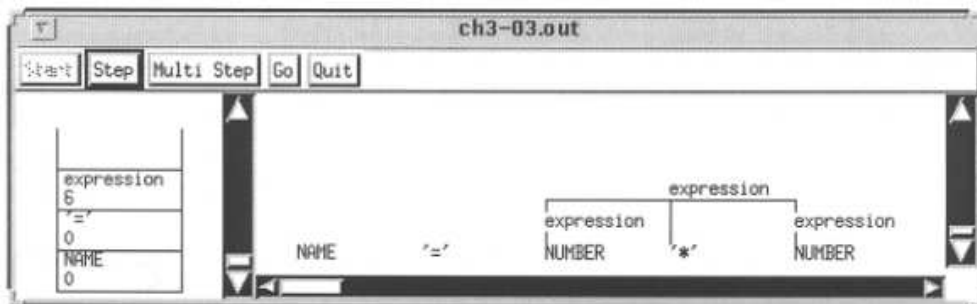 ch3-03.out
Start Step Multi Step Go Quit
expression
6
'='
0
NAME
0
expression
expression expression
NAME '=' NUMBER '*' NUMBER